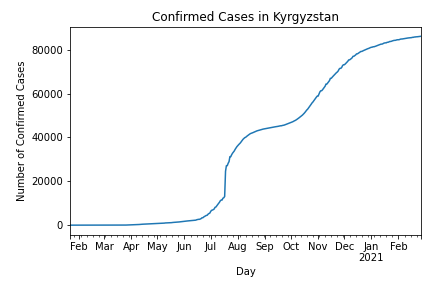 Confirmed Cases in Kyrgyzstan
80000
60000
40000
20000
0
Number of Confirmed Cases
Feb Mar Apr May Jun Jul Aug Sep Oct Nov Dec Jan Feb
2021
Day